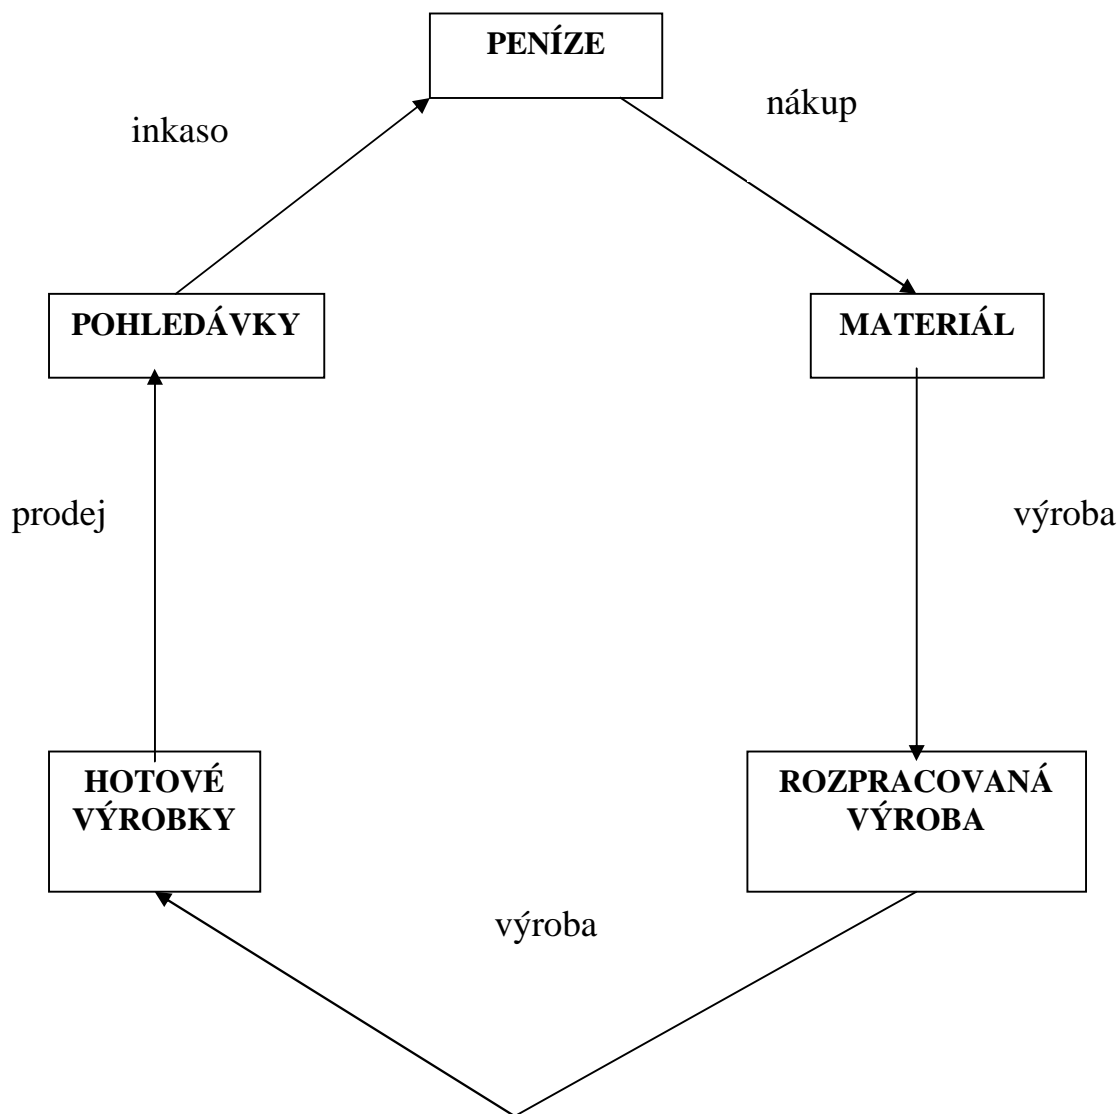 PENÍZE
nákup
inkaso
POHLEDÁVKY
MATERIÁL
prodej
výroba
HOTOVÉ
VÝROBKY
ROZPRACOVANÁ
VÝROBA
výroba